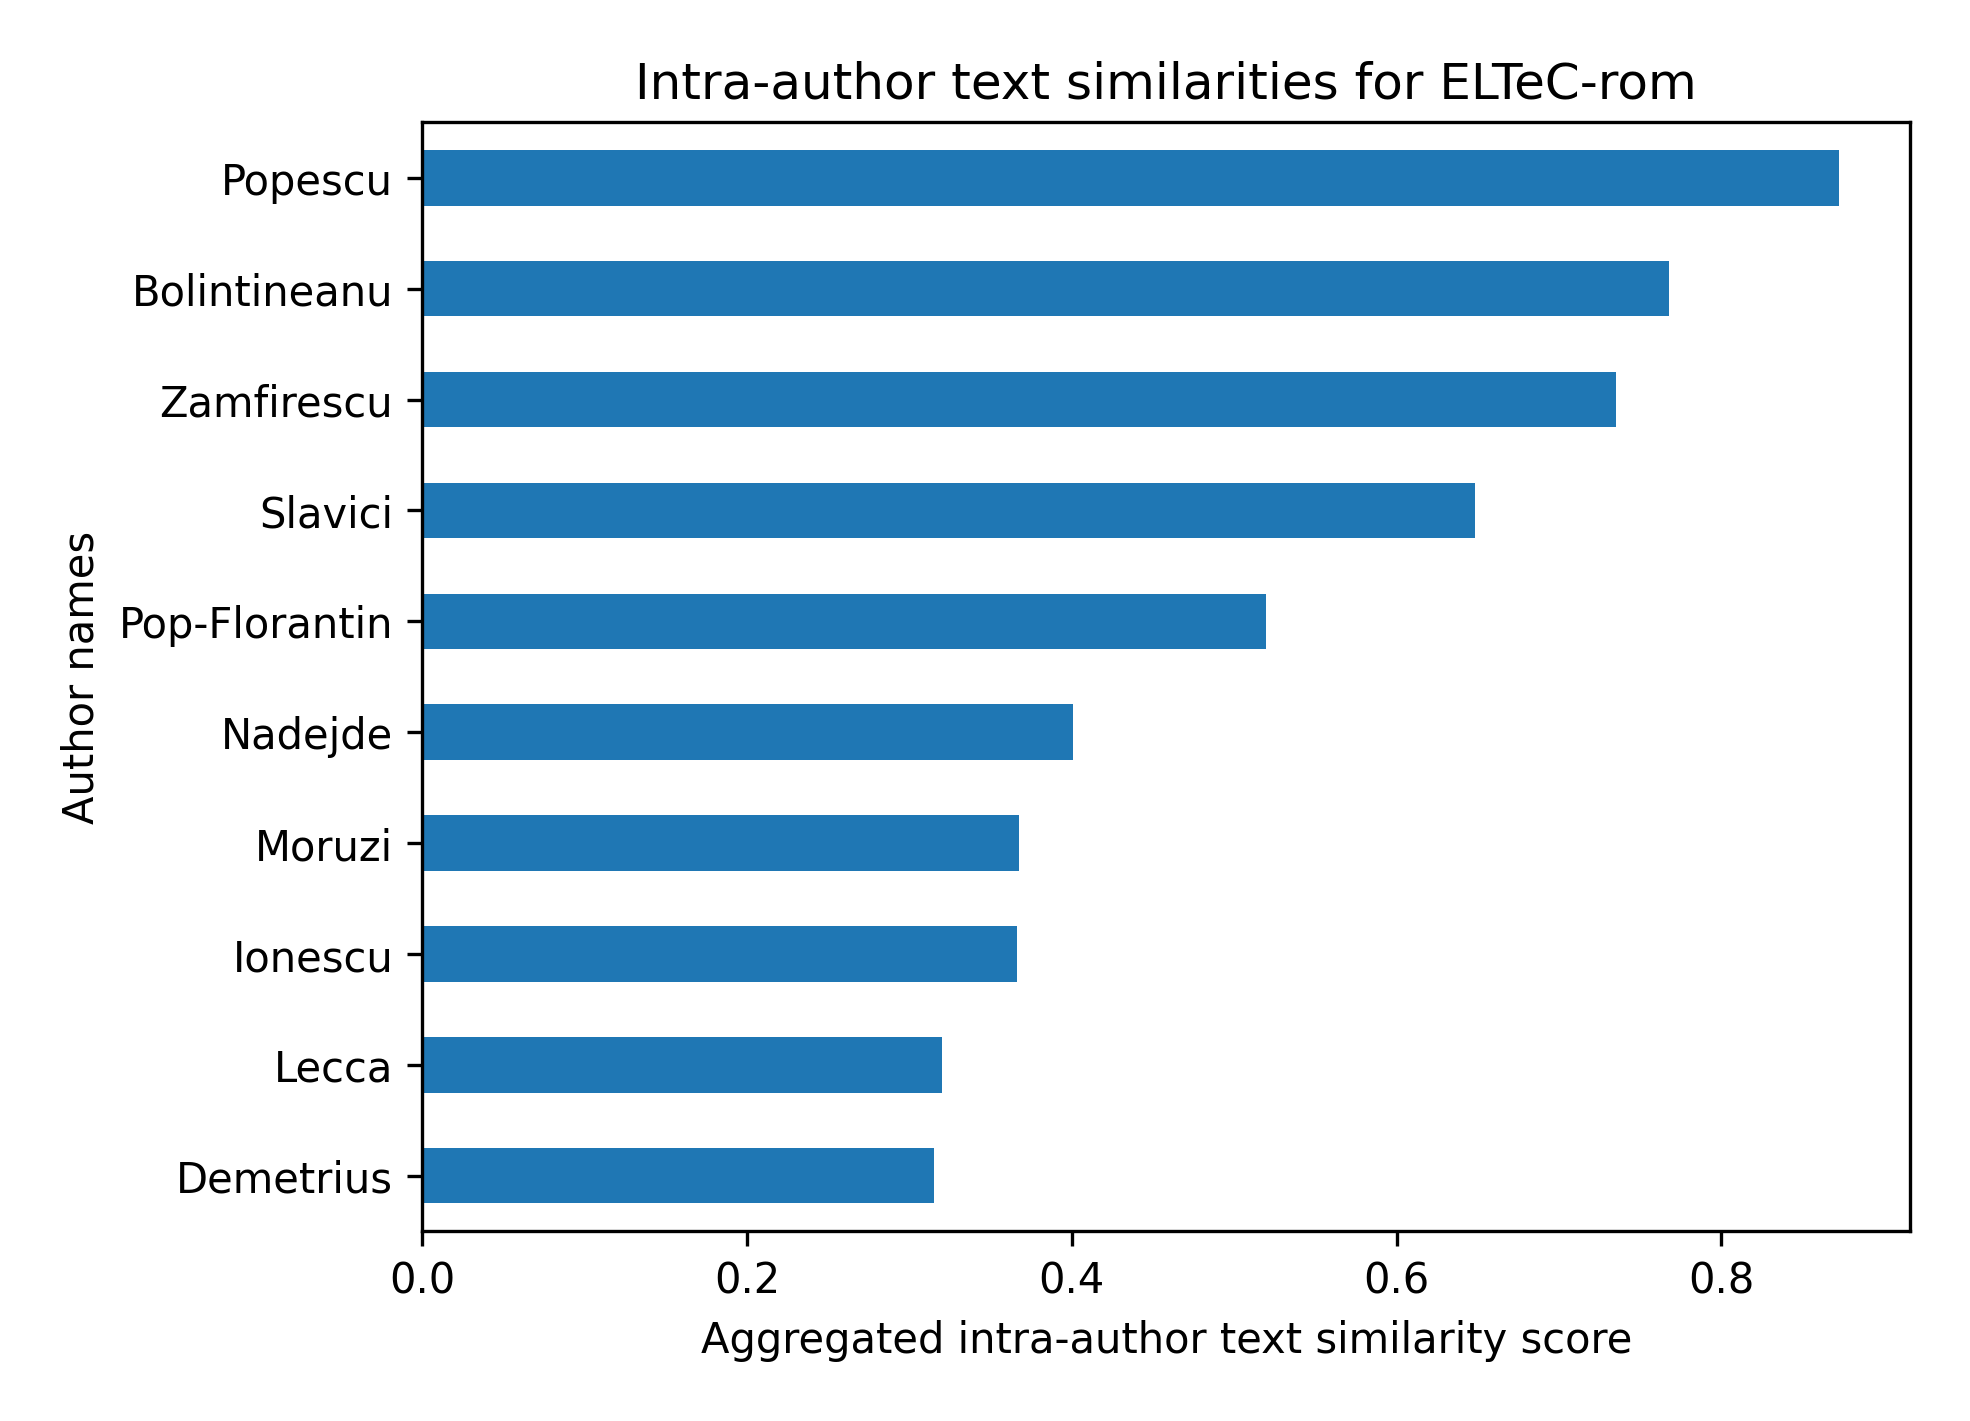 Intra-author text similarities for ELTeC-rom
Author names
Popescu
Bolintineanu
Zamfirescu
Slavici
Pop-Florantin
Nadejde
Moruzi
Ionescu
Lecca
Demetrius
0.0 0.2 0.4 0.6 0.8
Aggregated intra-author text similarity score